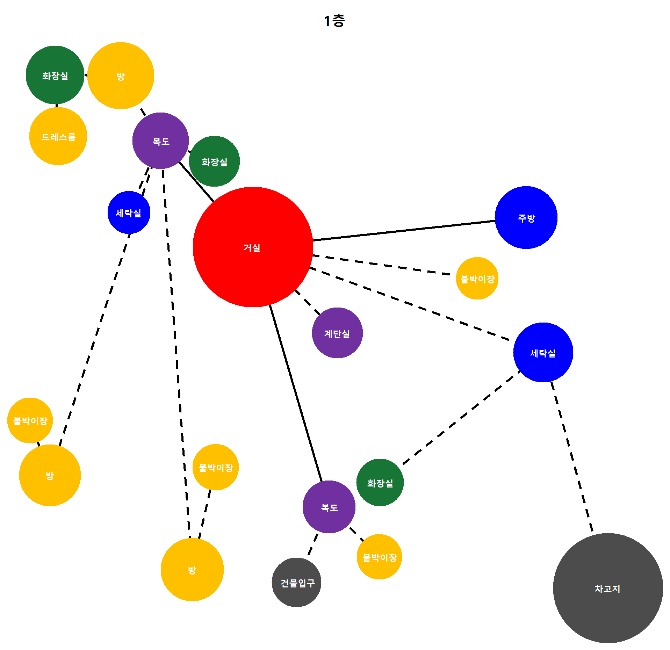 1층
화장실
방
드레스룸
복도
화장실
세탁실
거실
주방
붙박이장
계단실
세탁실
붙박이장
방
붙박이장
화장실
복도
방
건물입구
붙박이장
차고지